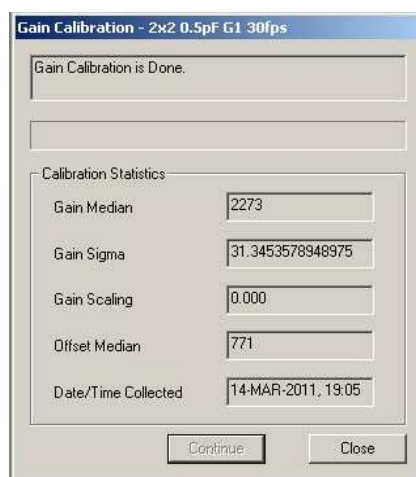 Gain Calibration - 2x2 0.5pF G1 30fps
Gain Calibration is Done.
Calibration Statistics
Gain Median 2273
Gain Sigma 31.3453578948975
Gain Scaling 0.000
Offset Median 771
Date/Time Collected 14-MAR-2011, 19:05
Continue Close